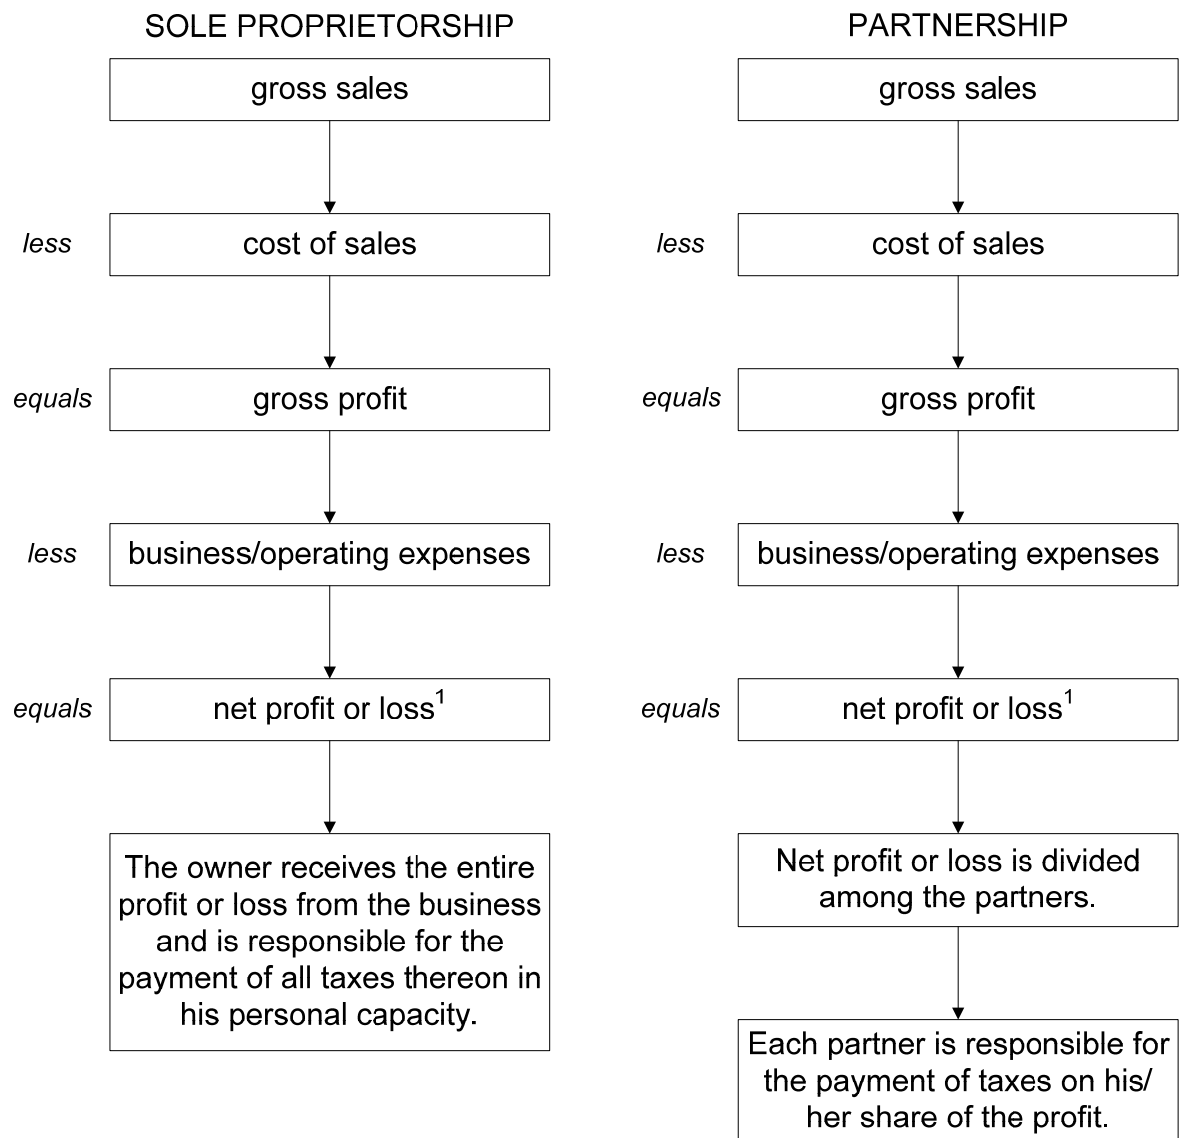 SOLE PROPRIETORSHIP
gross sales
less
cost of sales
equals
gross profit
less
business/operating expenses
equals
net profit or loss¹
The owner receives the entire
profit or loss from the business
and is responsible for the
payment of all taxes thereon in
his personal capacity.
PARTNERSHIP
gross sales
less
cost of sales
equals
gross profit
less
business/operating expenses
equals
net profit or loss¹
Net profit or loss is divided
among the partners.
Each partner is responsible for
the payment of taxes on his/
her share of the profit.